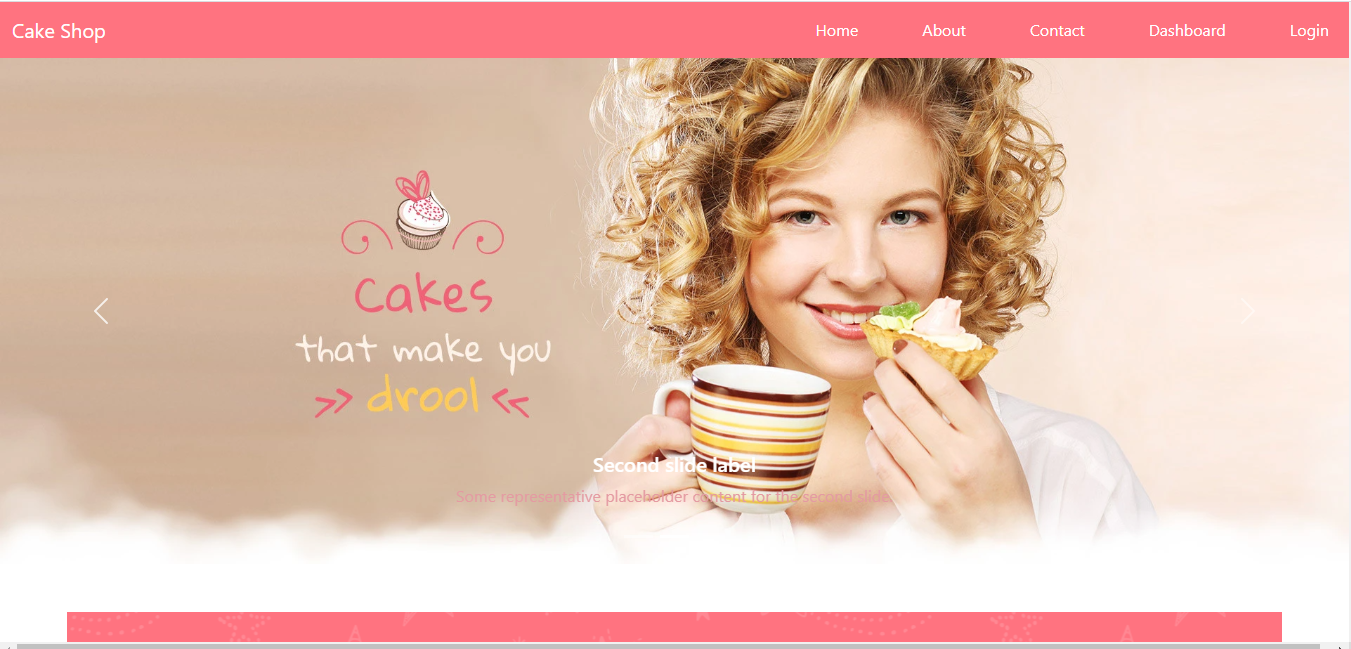 Cake Shop
Home About Contact Dashboard Login
Cakes
that make you
drool
Second slide label
Some representative placeholder content for the second slide.